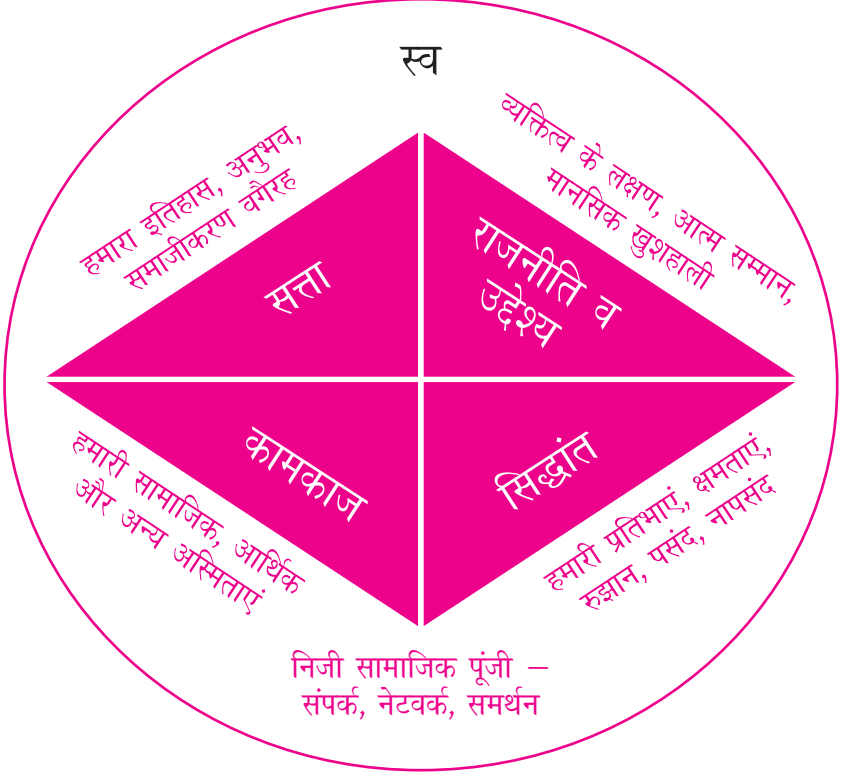 स्व
हमारा इतिहास, अनुभव,
समाजीकरण वगैरह
व्यक्तित्व के लक्षण, आत्म सम्मान,
मानसिक खुशहाली
सत्ता
राजनीति व
उद्देश्य
कामकाज
सिद्धांत
हमारी सामाजिक, आर्थिक
और अन्य अस्मिताएं
हमारी प्रतिभाएं, क्षमताएं,
रुझान, पसंद, नापसंद
निजी सामाजिक पूंजी –
संपर्क, नेटवर्क, समर्थन